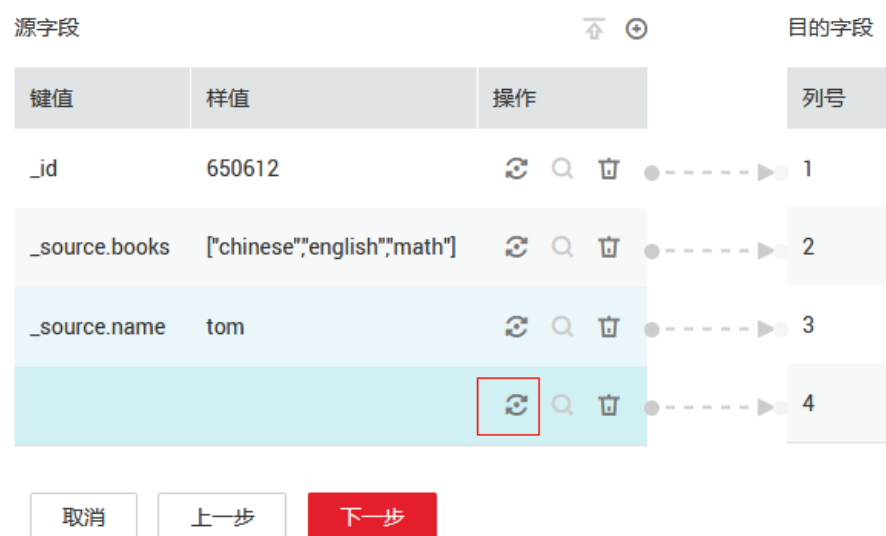 源字段 目的字段
键值 样值 操作 列号
_id 650612 1
_source.books ["chinese","english","math"] 2
_source.name tom 3
4
取消 上一步 下一步